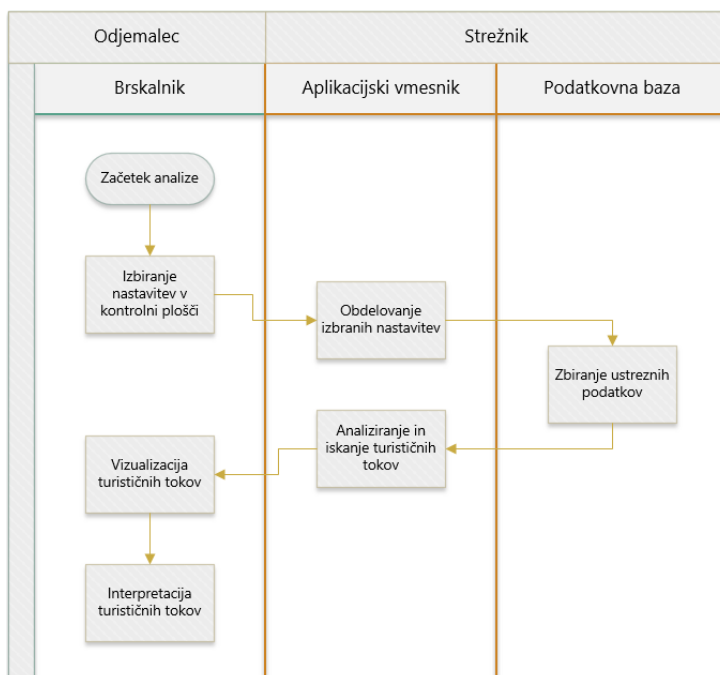 Odjemalec
Strežnik
Brskalnik
Aplikacijski vmesnik
Podatkovna baza
Začetek analize
Izbiranje
nastavitev v
kontrolni plošči
Obdelovanje
izbranih nastavitev
Zbiranje ustreznih
podatkov
Analiziranje in
iskanje turističnih
tokov
Vizualizacija
turističnih tokov
Interpretacija
turističnih tokov